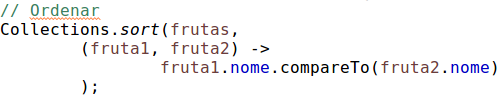 // Ordenar
Collections.sort(frutas,
        (fruta1, fruta2) ->
                fruta1.nome.compareTo(fruta2.nome)
        );